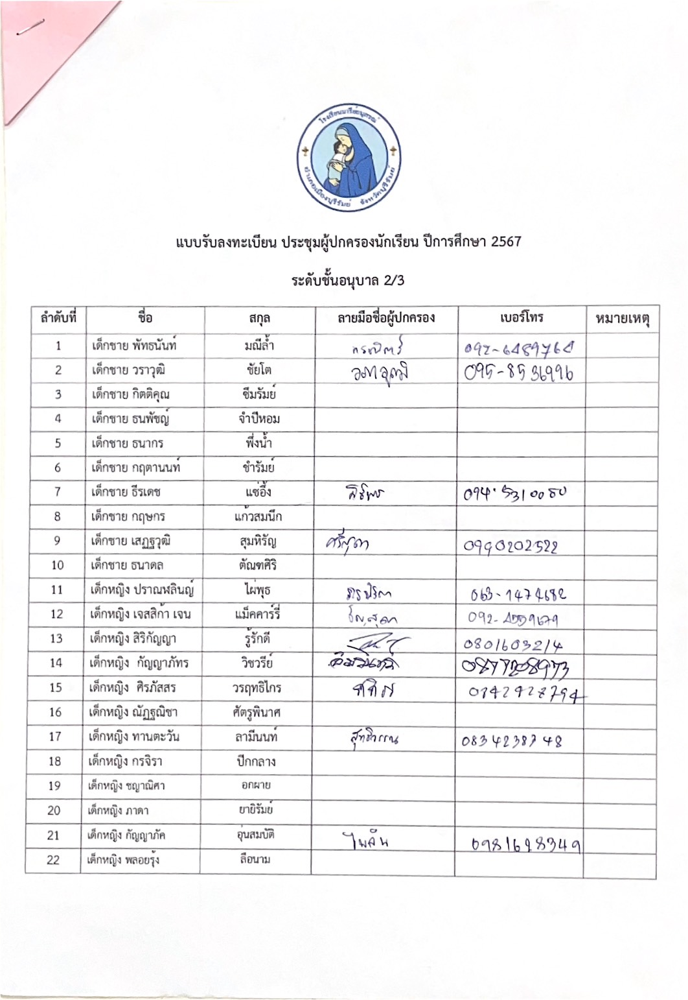 โรงเรียนมารีย์อนุสรณ์
อำเภอเมืองบุรีรัมย์ จังหวัดบุรีรัมย์
แบบรับลงทะเบียน ประชุมผู้ปกครองนักเรียน ปีการศึกษา 2567
ระดับชั้นอนุบาล 2/3
ลำดับที่ ชื่อ สกุล ลายมือชื่อผู้ปกครอง เบอร์โทร หมายเหตุ
1 เด็กชาย พัทธนันท์ มณีล้ำ 092-6489764
2 เด็กชาย วราวุฒิ ชัยโต 095-8536996
3 เด็กชาย กิตติคุณ ซึมรัมย์
4 เด็กชาย ธนพัชญ์ จำปีหอม
5 เด็กชาย ธนากร พึ่งน้ำ
6 เด็กชาย กฤตานนท์ ชำรัมย์
7 เด็กชาย ธีรเดช แซ่อึ้ง
8 เด็กชาย กฤษกร แก้วสมนึก
9 เด็กชาย เสฏฐวุฒิ สุมหิรัญ 0990202522
10 เด็กชาย ธนาดล ตัณฑศิริ
11 เด็กหญิง ปราณพลินญ์ ไผ่พุธ 063-1474682
12 เด็กหญิง เจสสิก้า เจน แม็คคาร์รี่ 092-4559679
13 เด็กหญิง สิริกัญญา รู้รักดี 0801603214
14 เด็กหญิง กัญญาภัทร วิชวรีย์ 0877208973
15 เด็กหญิง ศิรภัสสร วรฤทธิไกร
16 เด็กหญิง ณัฏฐณิชา ศัตรูพินาศ
17 เด็กหญิง ทานตะวัน ลามีนนท์ สุทธิวรรณ 0834238748
18 เด็กหญิง กรจิรา ปึกกลาง
19 เด็กหญิง ชญาณิศา อกผาย
20 เด็กหญิง ภาดา ยายิรัมย์
21 เด็กหญิง กัญญาภัค อุ่นสมบัติ ไพลิน 0981628349
22 เด็กหญิง พลอยรุ้ง ลือนาม